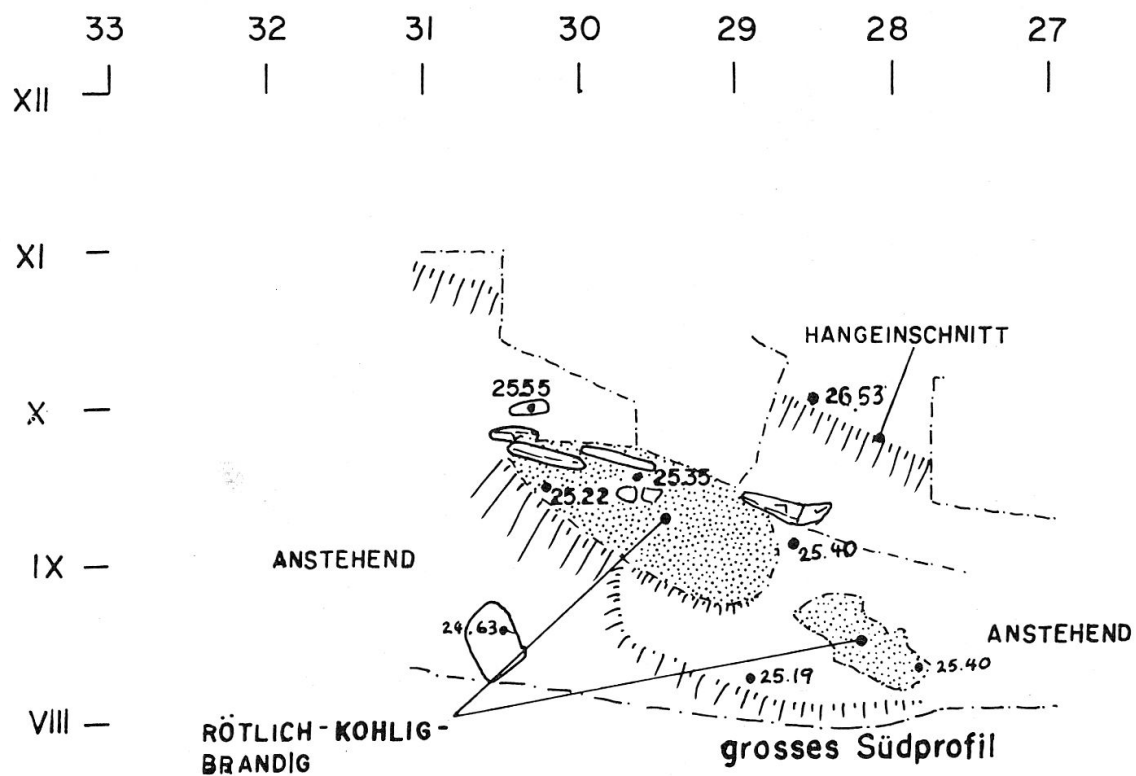 33 32 31 30 29 28 27
XII
XI
HANGEINSCHNITT
25.55
26.53
X
25.35
25.22
25.40
IX
ANSTEHEND
24.63
ANSTEHEND
25.40
25.19
VIII
RÖTLICH-KOHLIG-
BRANDIG
grosses Südprofil